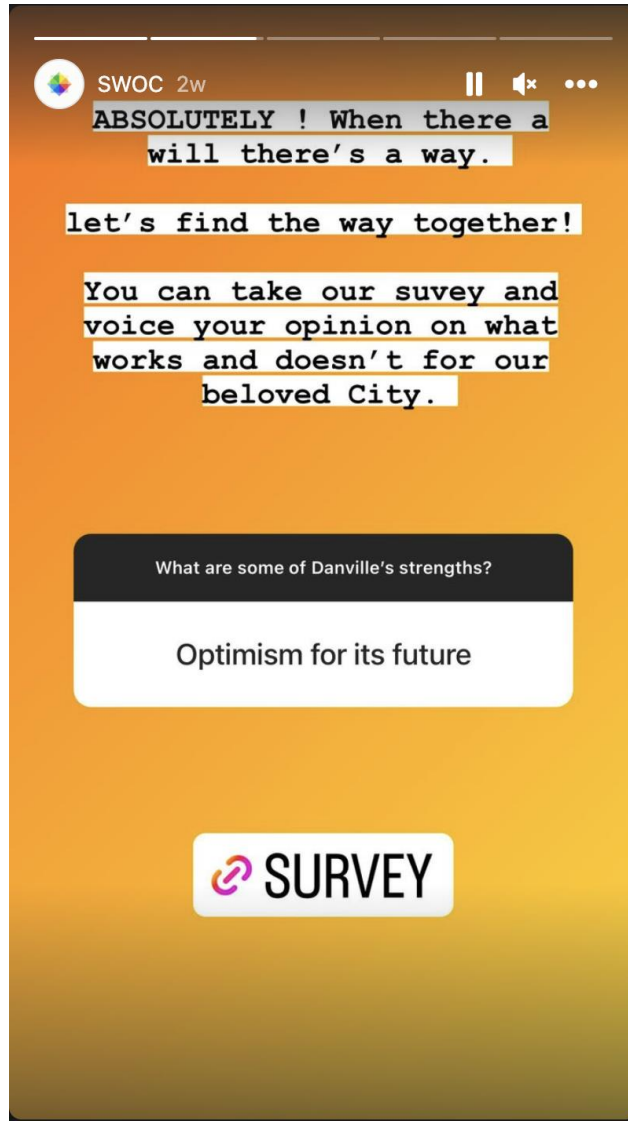 SWOC 2w
ABSOLUTELY ! When there a
will there’s a way.
let’s find the way together!
You can take our suvey and
voice your opinion on what
works and doesn’t for our
beloved City.
What are some of Danville’s strengths?
Optimism for its future
SURVEY